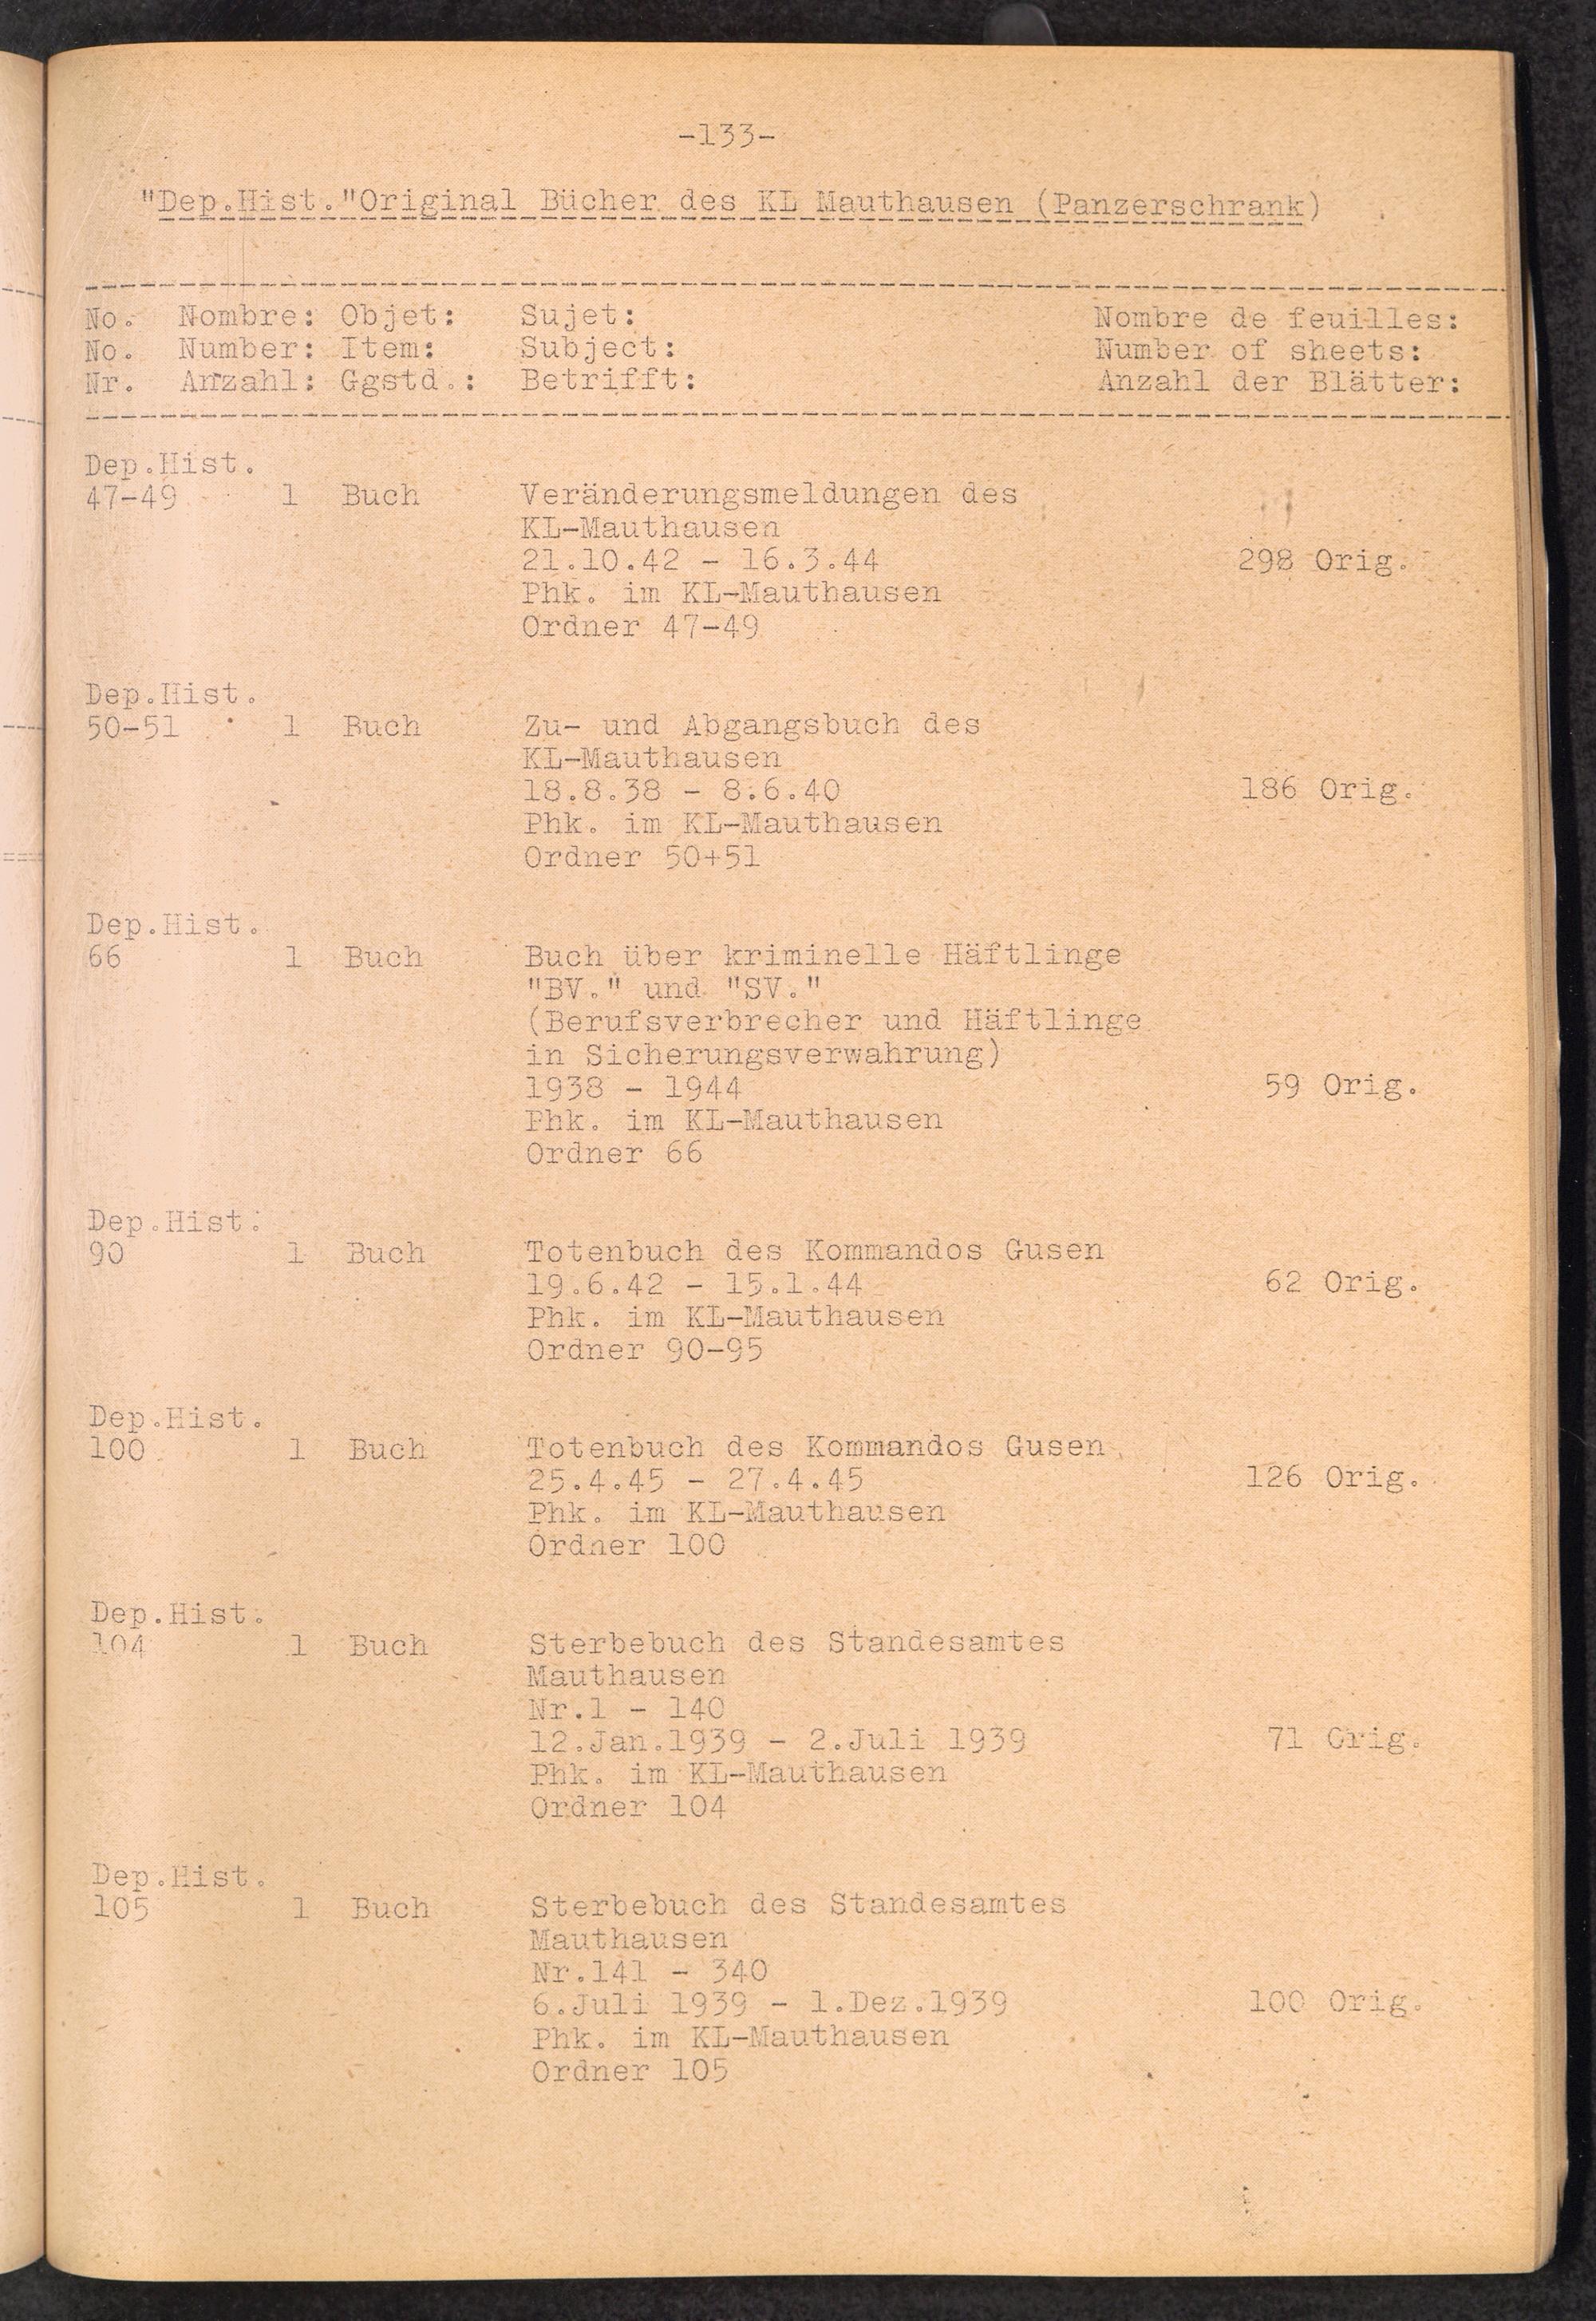 -133-
"Dep.Hist."Original Bücher des KL Mauthausen (Panzerschrank)
No. Nombre: Objet: Sujet: Nombre de feuilles:
No. Number: Item: Subject: Number of sheets:
Nr. Anzahl: Ggstd.: Betrifft: Anzahl der Blätter:
Dep.Hist.
47-49 1 Buch Veränderungsmeldungen des
KL-Mauthausen
21.10.42 - 16.3.44 298 Orig.
Phk. im KL-Mauthausen
Ordner 47-49
Dep.Hist.
50-51 1 Buch Zu- und Abgangsbuch des
KL-Mauthausen
18.8.38 - 8.6.40 186 Orig.
Phk. im KL-Mauthausen
Ordner 50+51
Dep.Hist.
66 1 Buch Buch über kriminelle Häftlinge
"BV." und "SV."
(Berufsverbrecher und Häftlinge
in Sicherungsverwahrung)
1938 - 1944 59 Orig.
Phk. im KL-Mauthausen
Ordner 66
Dep.Hist.
90 1 Buch Totenbuch des Kommandos Gusen
19.6.42 - 15.1.44 62 Orig.
Phk. im KL-Mauthausen
Ordner 90-95
Dep.Hist.
100 1 Buch Totenbuch des Kommandos Gusen
25.4.45 - 27.4.45 126 Orig.
Phk. im KL-Mauthausen
Ordner 100
Dep.Hist.
104 1 Buch Sterbebuch des Standesamtes
Mauthausen
Nr.1 - 140
12.Jan.1939 - 2.Juli 1939 71 Orig.
Phk. im KL-Mauthausen
Ordner 104
Dep.Hist.
105 1 Buch Sterbebuch des Standesamtes
Mauthausen
Nr.141 - 340
6.Juli 1939 - 1.Dez.1939 100 Orig.
Phk. im KL-Mauthausen
Ordner 105